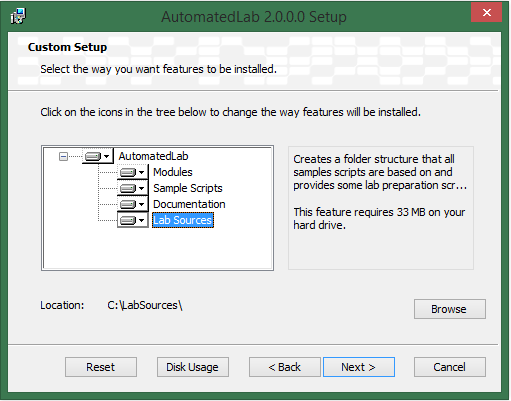 AutomatedLab 2.0.0.0 Setup
Custom Setup
Select the way you want features to be installed.
Click on the icons in the tree below to change the way features will be installed.
AutomatedLab
Modules
Sample Scripts
Documentation
Lab Sources
Creates a folder structure that all
samples scripts are based on and
provides some lab preparation scr...
This feature requires 33 MB on your
hard drive.
Location: C:\LabSources\
Browse
Reset Disk Usage < Back Next > Cancel